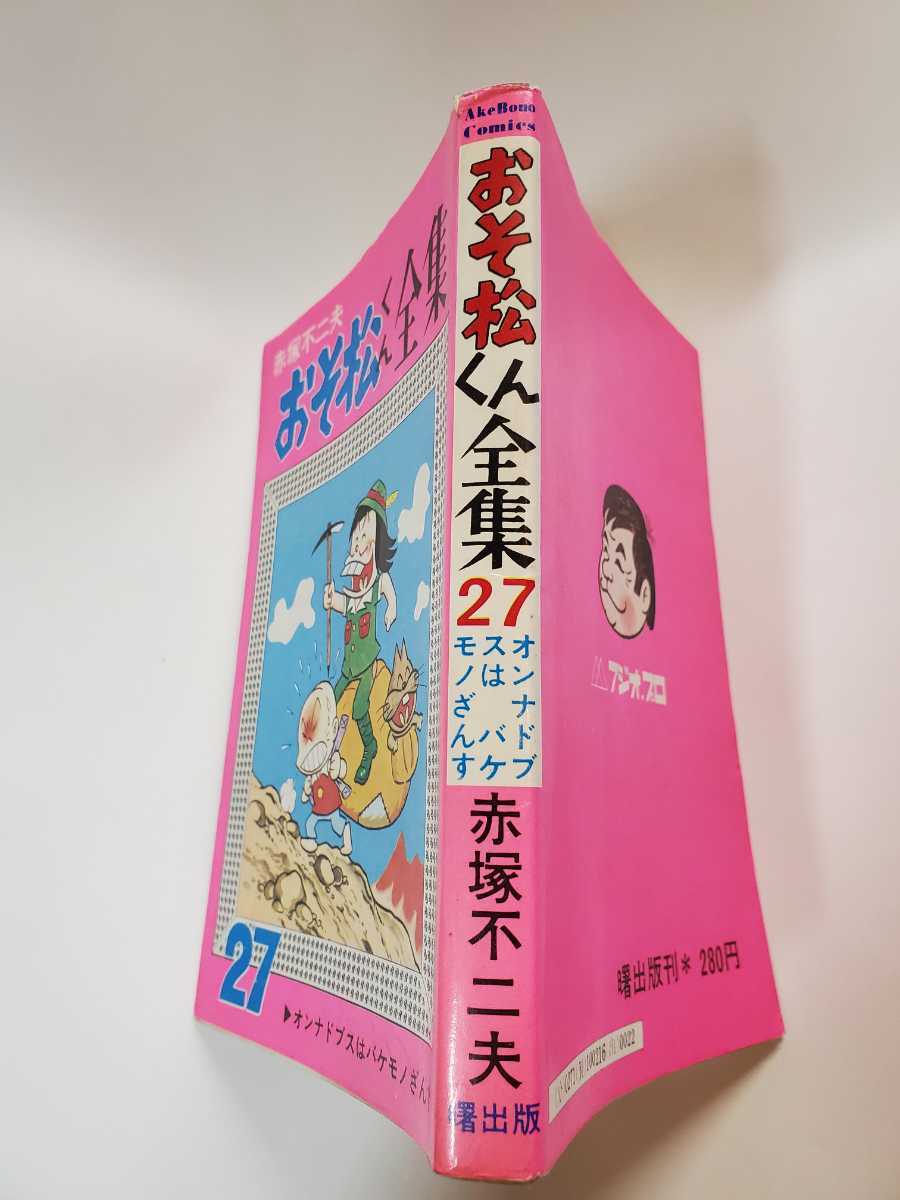 赤塚不二夫
おそ松くん全集
27
▶オンナドブスはバケモノざんす
AkeBono
Comics
おそ松くん全集
27
オンナドブ
スはバケ
モノざんす
赤塚不二夫
曙出版
フジオ.プロ
曙出版刊* 280円